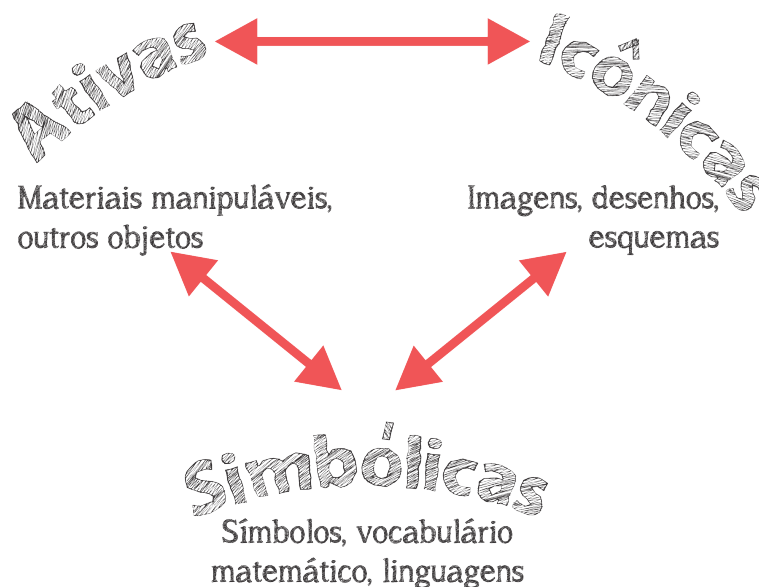 Ativas
Icônicas
Materiais manipuláveis,
outros objetos
Imagens, desenhos,
esquemas
Simbólicas
Símbolos, vocabulário
matemático, linguagens